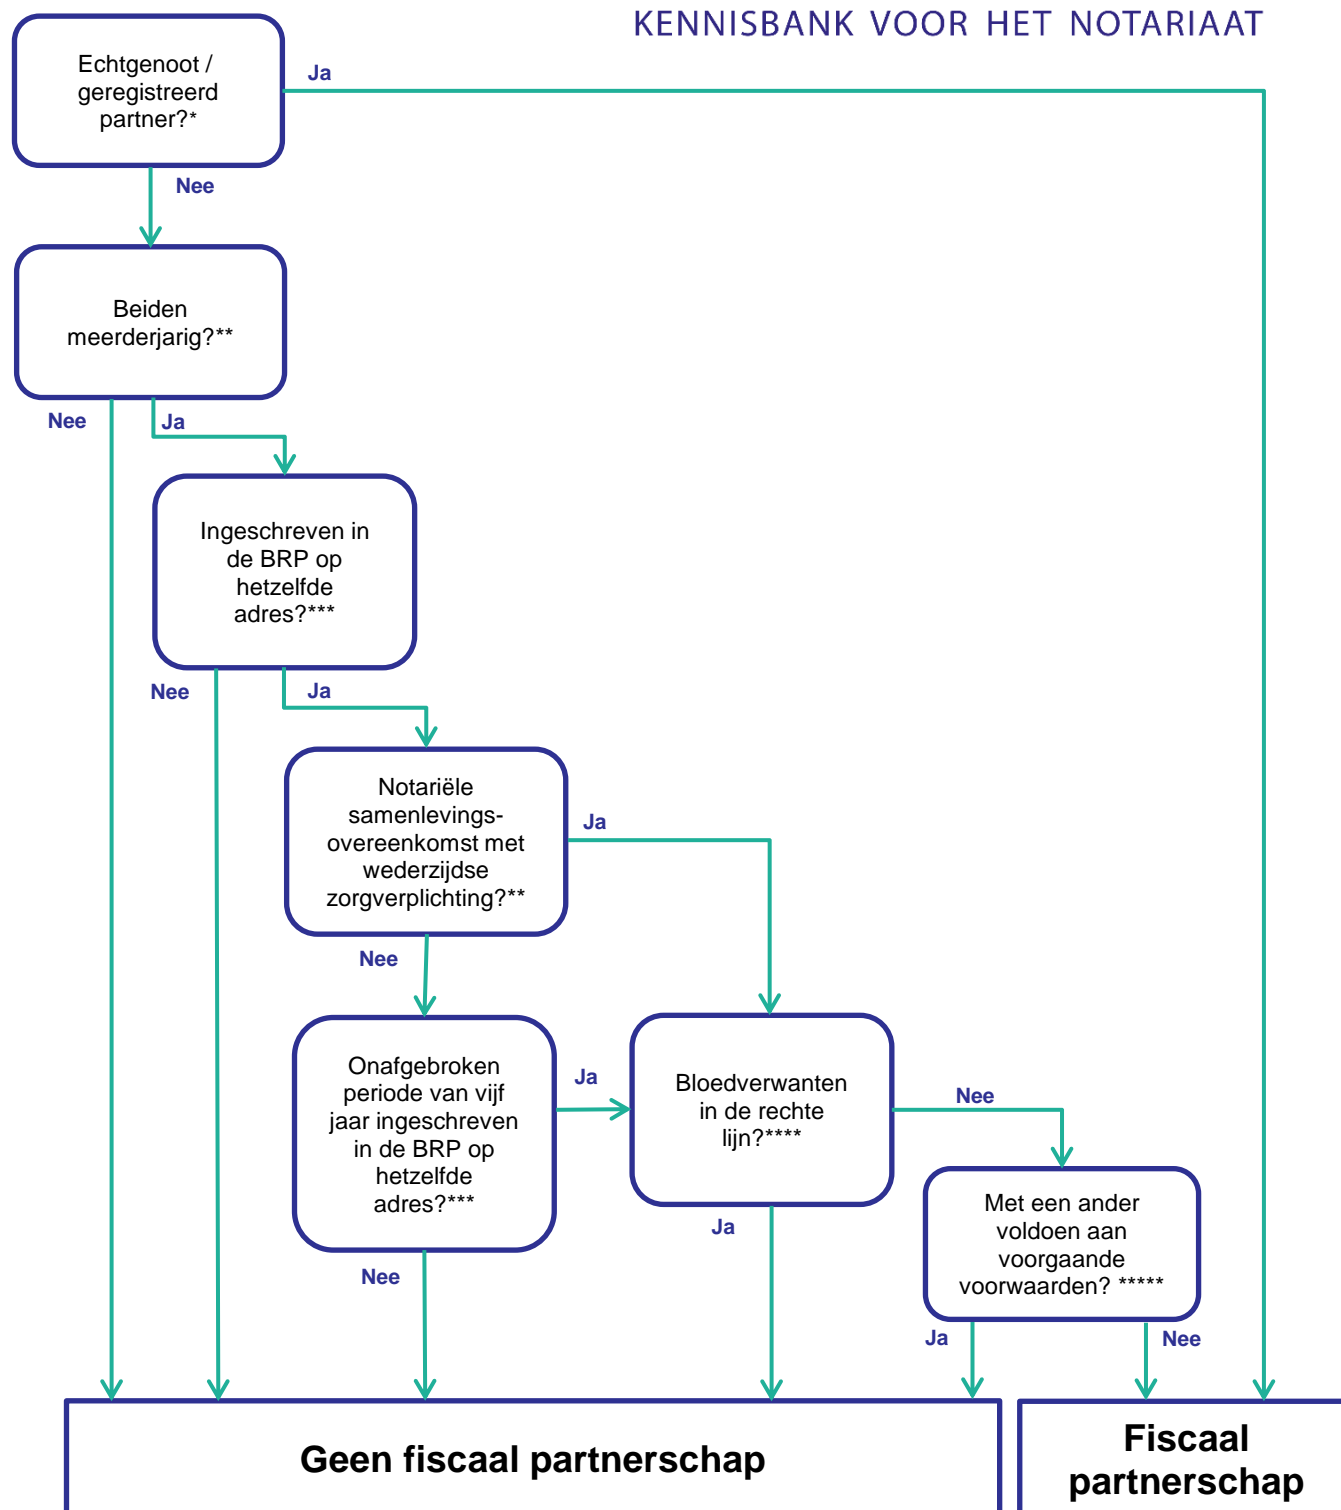 KENNISBANK VOOR HET NOTARIAAT
Echtgenoot /
geregistreerd
partner?*
Ja
Nee
Beiden
meerderjarig?**
Nee
Ja
Ingeschreven in
de BRP op
hetzelfde
adres?***
Nee
Ja
Notariële
samenlevings-
overeenkomst met
wederzijdse
zorgverplichting?**
Ja
Nee
Onafgebroken
periode van vijf
jaar ingeschreven
in de BRP op
hetzelfde
adres?***
Ja
Nee
Bloedverwanten
in de rechte
lijn?****
Nee
Ja
Met een ander
voldoen aan
voorgaande
voorwaarden? *****
Ja
Nee
Geen fiscaal partnerschap
Fiscaal
partnerschap